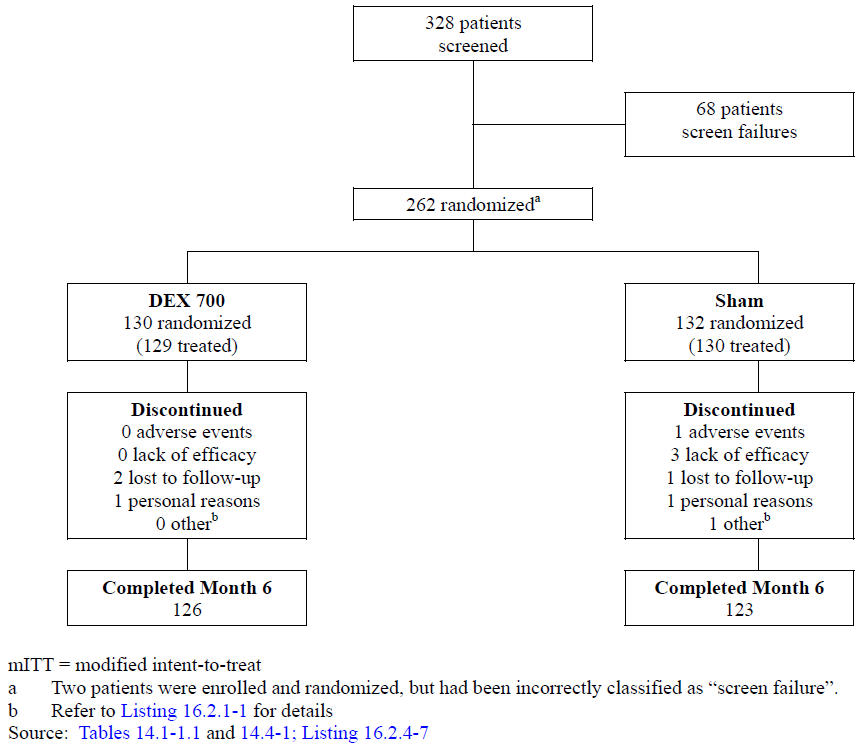 328 patients
screened
68 patients
screen failures
262 randomizedᵃ
DEX 700
130 randomized
(129 treated)
Sham
132 randomized
(130 treated)
Discontinued
0 adverse events
0 lack of efficacy
2 lost to follow-up
1 personal reasons
0 otherᵇ
Discontinued
1 adverse events
3 lack of efficacy
1 lost to follow-up
1 personal reasons
1 otherᵇ
Completed Month 6
126
Completed Month 6
123
mITT = modified intent-to-treat
a Two patients were enrolled and randomized, but had been incorrectly classified as “screen failure”.
b Refer to Listing 16.2.1-1 for details
Source: Tables 14.1-1.1 and 14.4-1; Listing 16.2.4-7